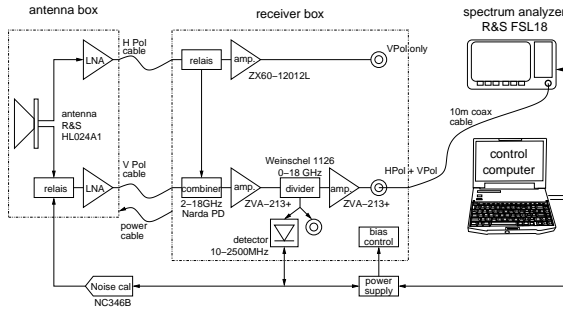 antenna box
receiver box
spectrum analyzer
R&S FSL18
H Pol
cable
LNA
relais
amp.
ZX60–12012L
VPol only
antenna
R&S
HL024A1
10m coax
cable
V Pol
cable
relais
LNA
combiner
2–18GHz
Narda PD
amp.
ZVA–213+
Weinschel 1126
0–18 GHz
divider
amp.
ZVA–213+
HPol + VPol
control
computer
power
cable
detector
10–2500MHz
bias
control
Noise cal
NC346B
power
supply